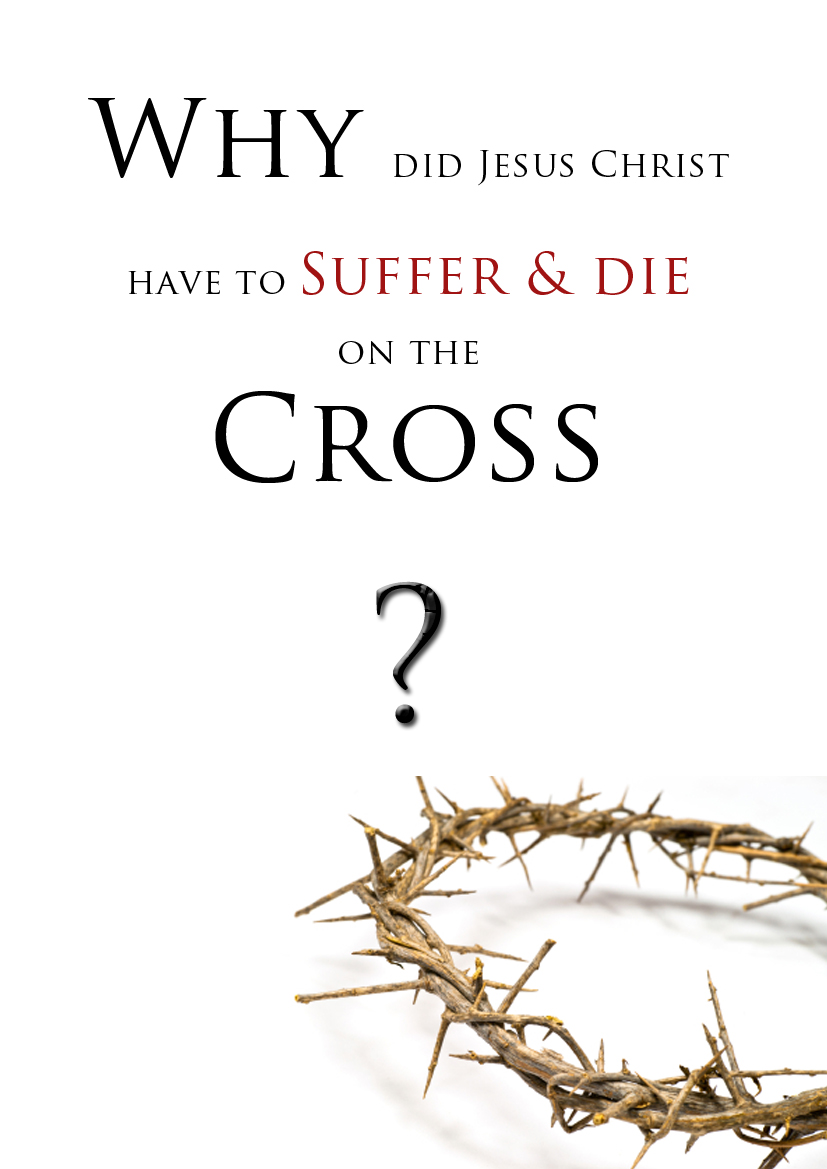 Why did Jesus Christ
have to Suffer & die
on the
Cross
?